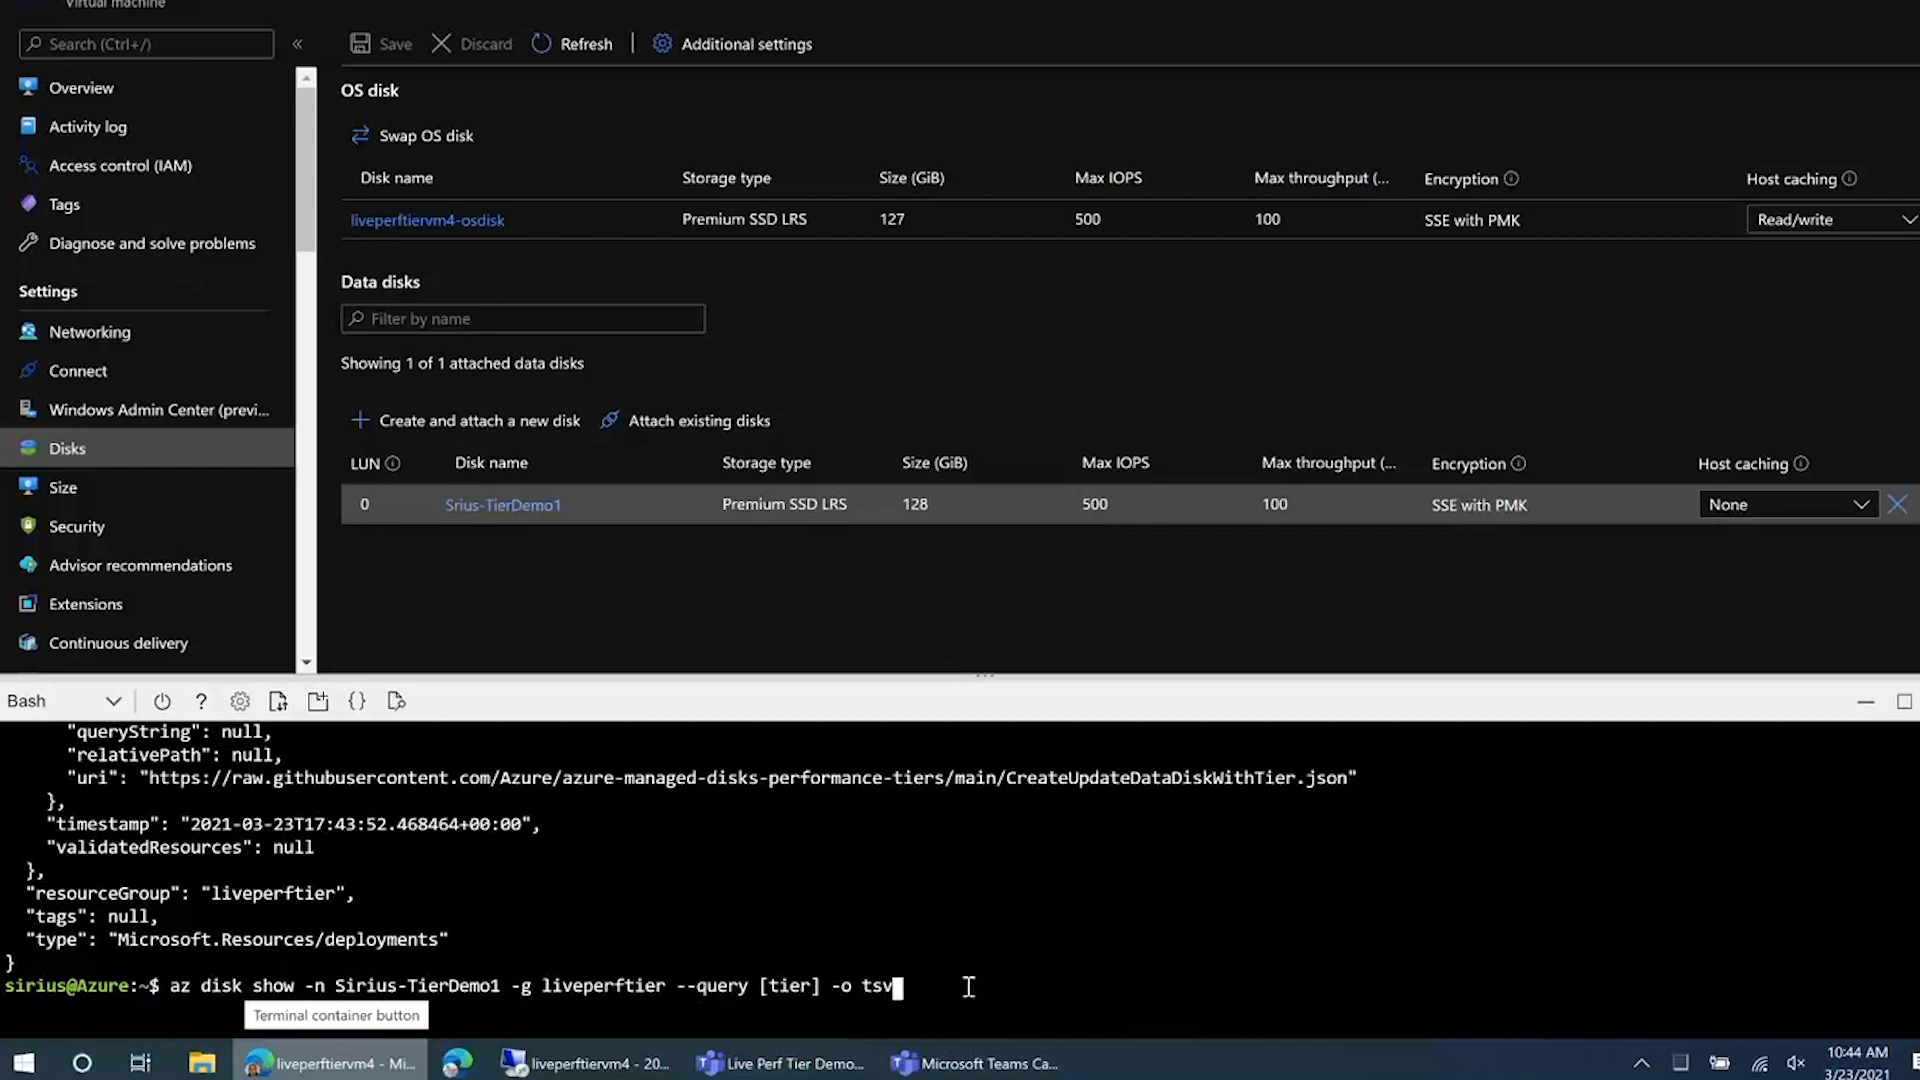 Virtual machine
Search (Ctrl+/)
«
Save
Discard
Refresh
Additional settings
Overview
Activity log
Access control (IAM)
Tags
Diagnose and solve problems
Settings
Networking
Connect
Windows Admin Center (previ...
Disks
Size
Security
Advisor recommendations
Extensions
Continuous delivery
OS disk
Swap OS disk
Disk name Storage type Size (GiB) Max IOPS Max throughput (... Encryption Host caching
liveperftiervm4-osdisk Premium SSD LRS 127 500 100 SSE with PMK Read/write
Data disks
Filter by name
Showing 1 of 1 attached data disks
Create and attach a new disk Attach existing disks
LUN Disk name Storage type Size (GiB) Max IOPS Max throughput (... Encryption Host caching
0 Srius-TierDemo1 Premium SSD LRS 128 500 100 SSE with PMK None
Bash ? {}
"queryString": null,
"relativePath": null,
"uri": "https://raw.githubusercontent.com/Azure/azure-managed-disks-performance-tiers/main/CreateUpdateDataDiskWithTier.json"
},
"timestamp": "2021-03-23T17:43:52.468464+00:00",
"validatedResources": null
},
"resourceGroup": "liveperftier",
"tags": null,
"type": "Microsoft.Resources/deployments"
}
sirius@Azure:~$ az disk show -n Sirius-TierDemo1 -g liveperftier --query [tier] -o tsv
Terminal container button
liveperftiervm4 - Mi...
liveperftiervm4 - 20...
Live Perf Tier Demo...
Microsoft Teams Ca...
10:44 AM
3/23/2021